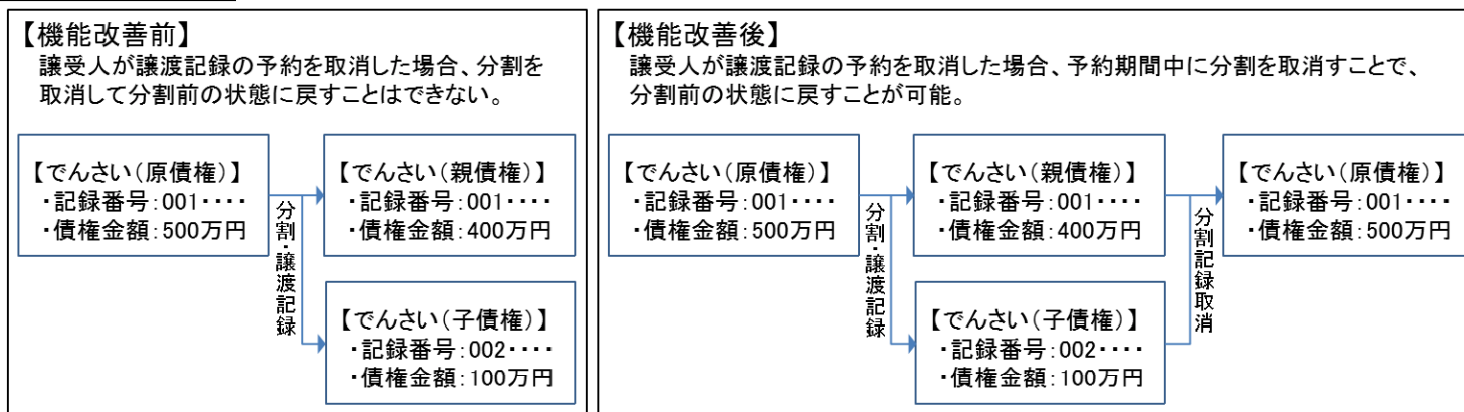 【機能改善前】
譲受人が譲渡記録の予約を取消した場合、分割を
取消して分割前の状態に戻すことはできない。
【でんさい(原債権)】
・記録番号:001････
・債権金額:500万円
分割・譲渡記録
【でんさい(親債権)】
・記録番号:001････
・債権金額:400万円
【でんさい(子債権)】
・記録番号:002････
・債権金額:100万円
【機能改善後】
譲受人が譲渡記録の予約を取消した場合、予約期間中に分割を取消すことで、
分割前の状態に戻すことが可能。
【でんさい(原債権)】
・記録番号:001････
・債権金額:500万円
分割・譲渡記録
【でんさい(親債権)】
・記録番号:001････
・債権金額:400万円
【でんさい(子債権)】
・記録番号:002････
・債権金額:100万円
分割記録取消
【でんさい(原債権)】
・記録番号:001････
・債権金額:500万円